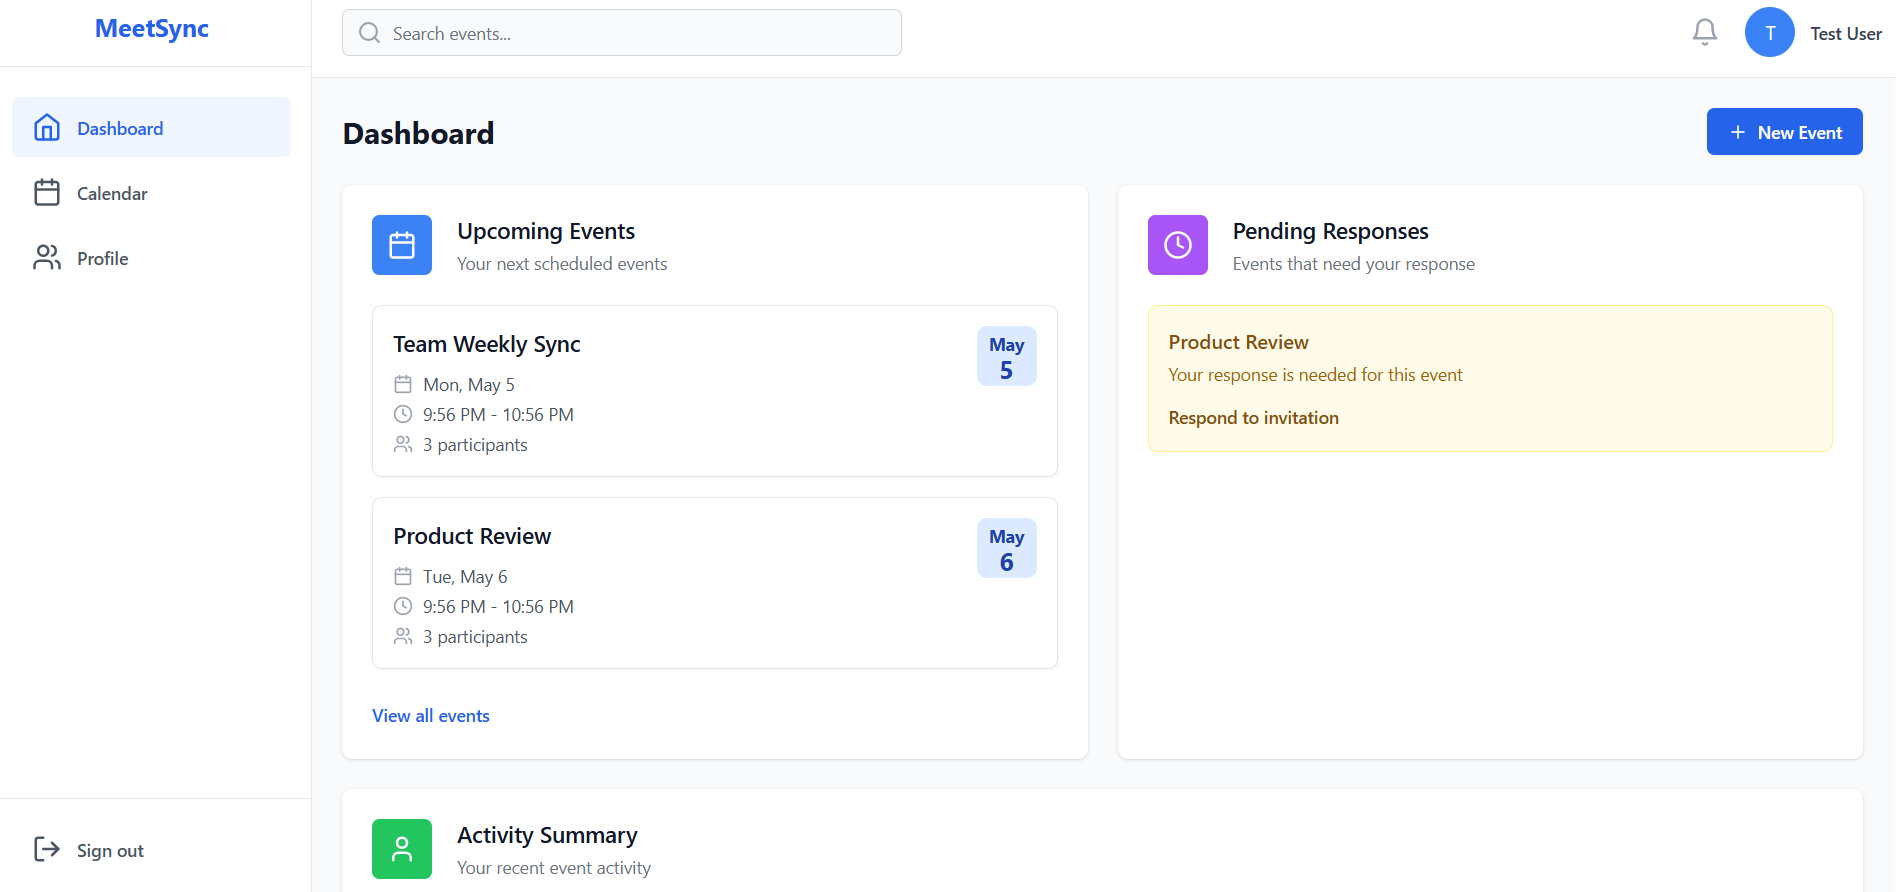 MeetSync
Search events...
T
Test User
Dashboard
Calendar
Profile
Sign out
Dashboard
+ New Event
Upcoming Events
Your next scheduled events
Team Weekly Sync
Mon, May 5
9:56 PM - 10:56 PM
3 participants
May
5
Product Review
Tue, May 6
9:56 PM - 10:56 PM
3 participants
May
6
View all events
Pending Responses
Events that need your response
Product Review
Your response is needed for this event
Respond to invitation
Activity Summary
Your recent event activity